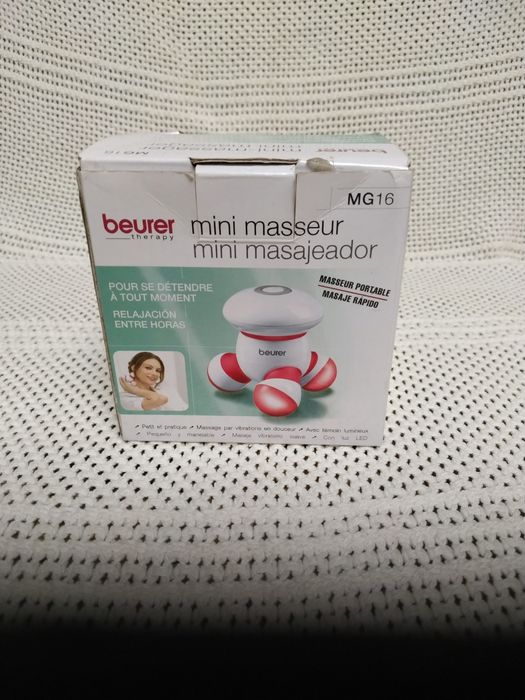 MG16
beurer
therapy
mini masseur
mini masajeador
POUR SE DÉTENDRE
À TOUT MOMENT
RELAJACIÓN
ENTRE HORAS
MASSEUR PORTABLE
MASAJE RÁPIDO
beurer
Petit et pratique Massage par vibrations en douceur Avec témoin lumineux
Pequeño y manejable Masaje vibratorio suave Con luz LED